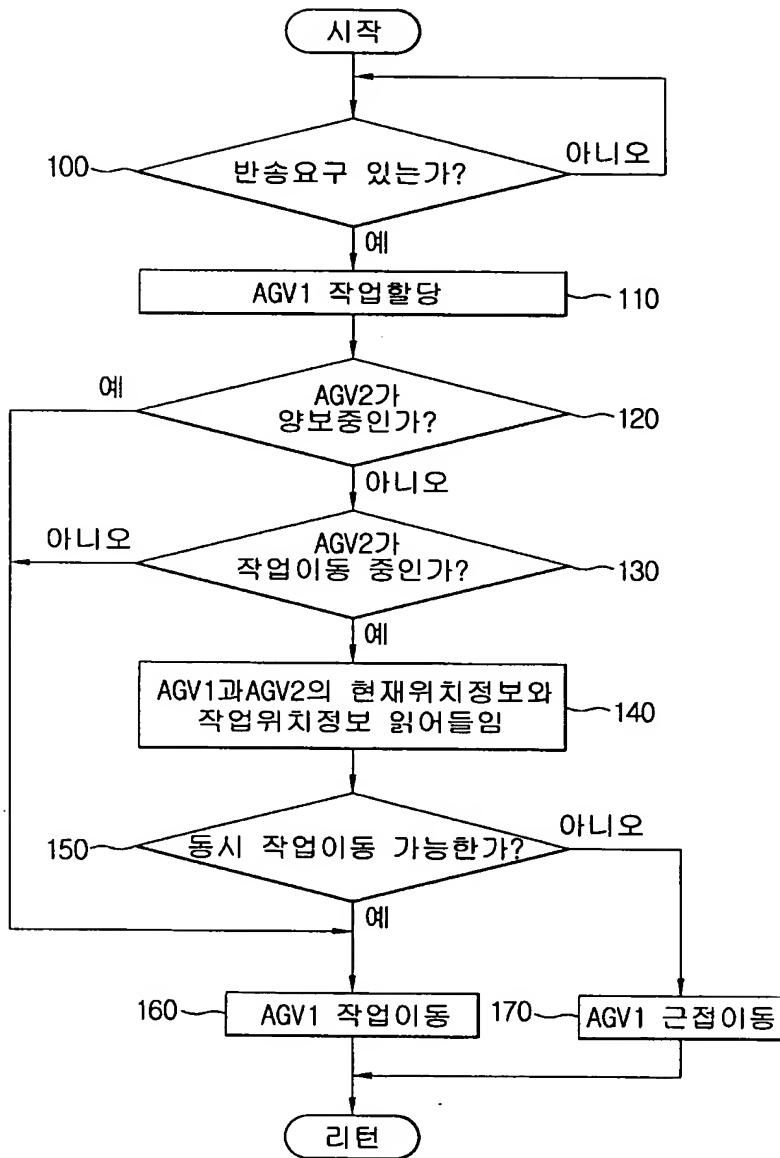 시작
100
반송요구 있는가?
아니오
예
AGV1 작업할당
110
예
AGV2가
양보중인가?
120
아니오
아니오
AGV2가
작업이동 중인가?
130
예
AGV1과AGV2의 현재위치정보와
작업위치정보 읽어들임
140
150
동시 작업이동 가능한가?
아니오
예
160
AGV1 작업이동
170
AGV1 근접이동
리턴